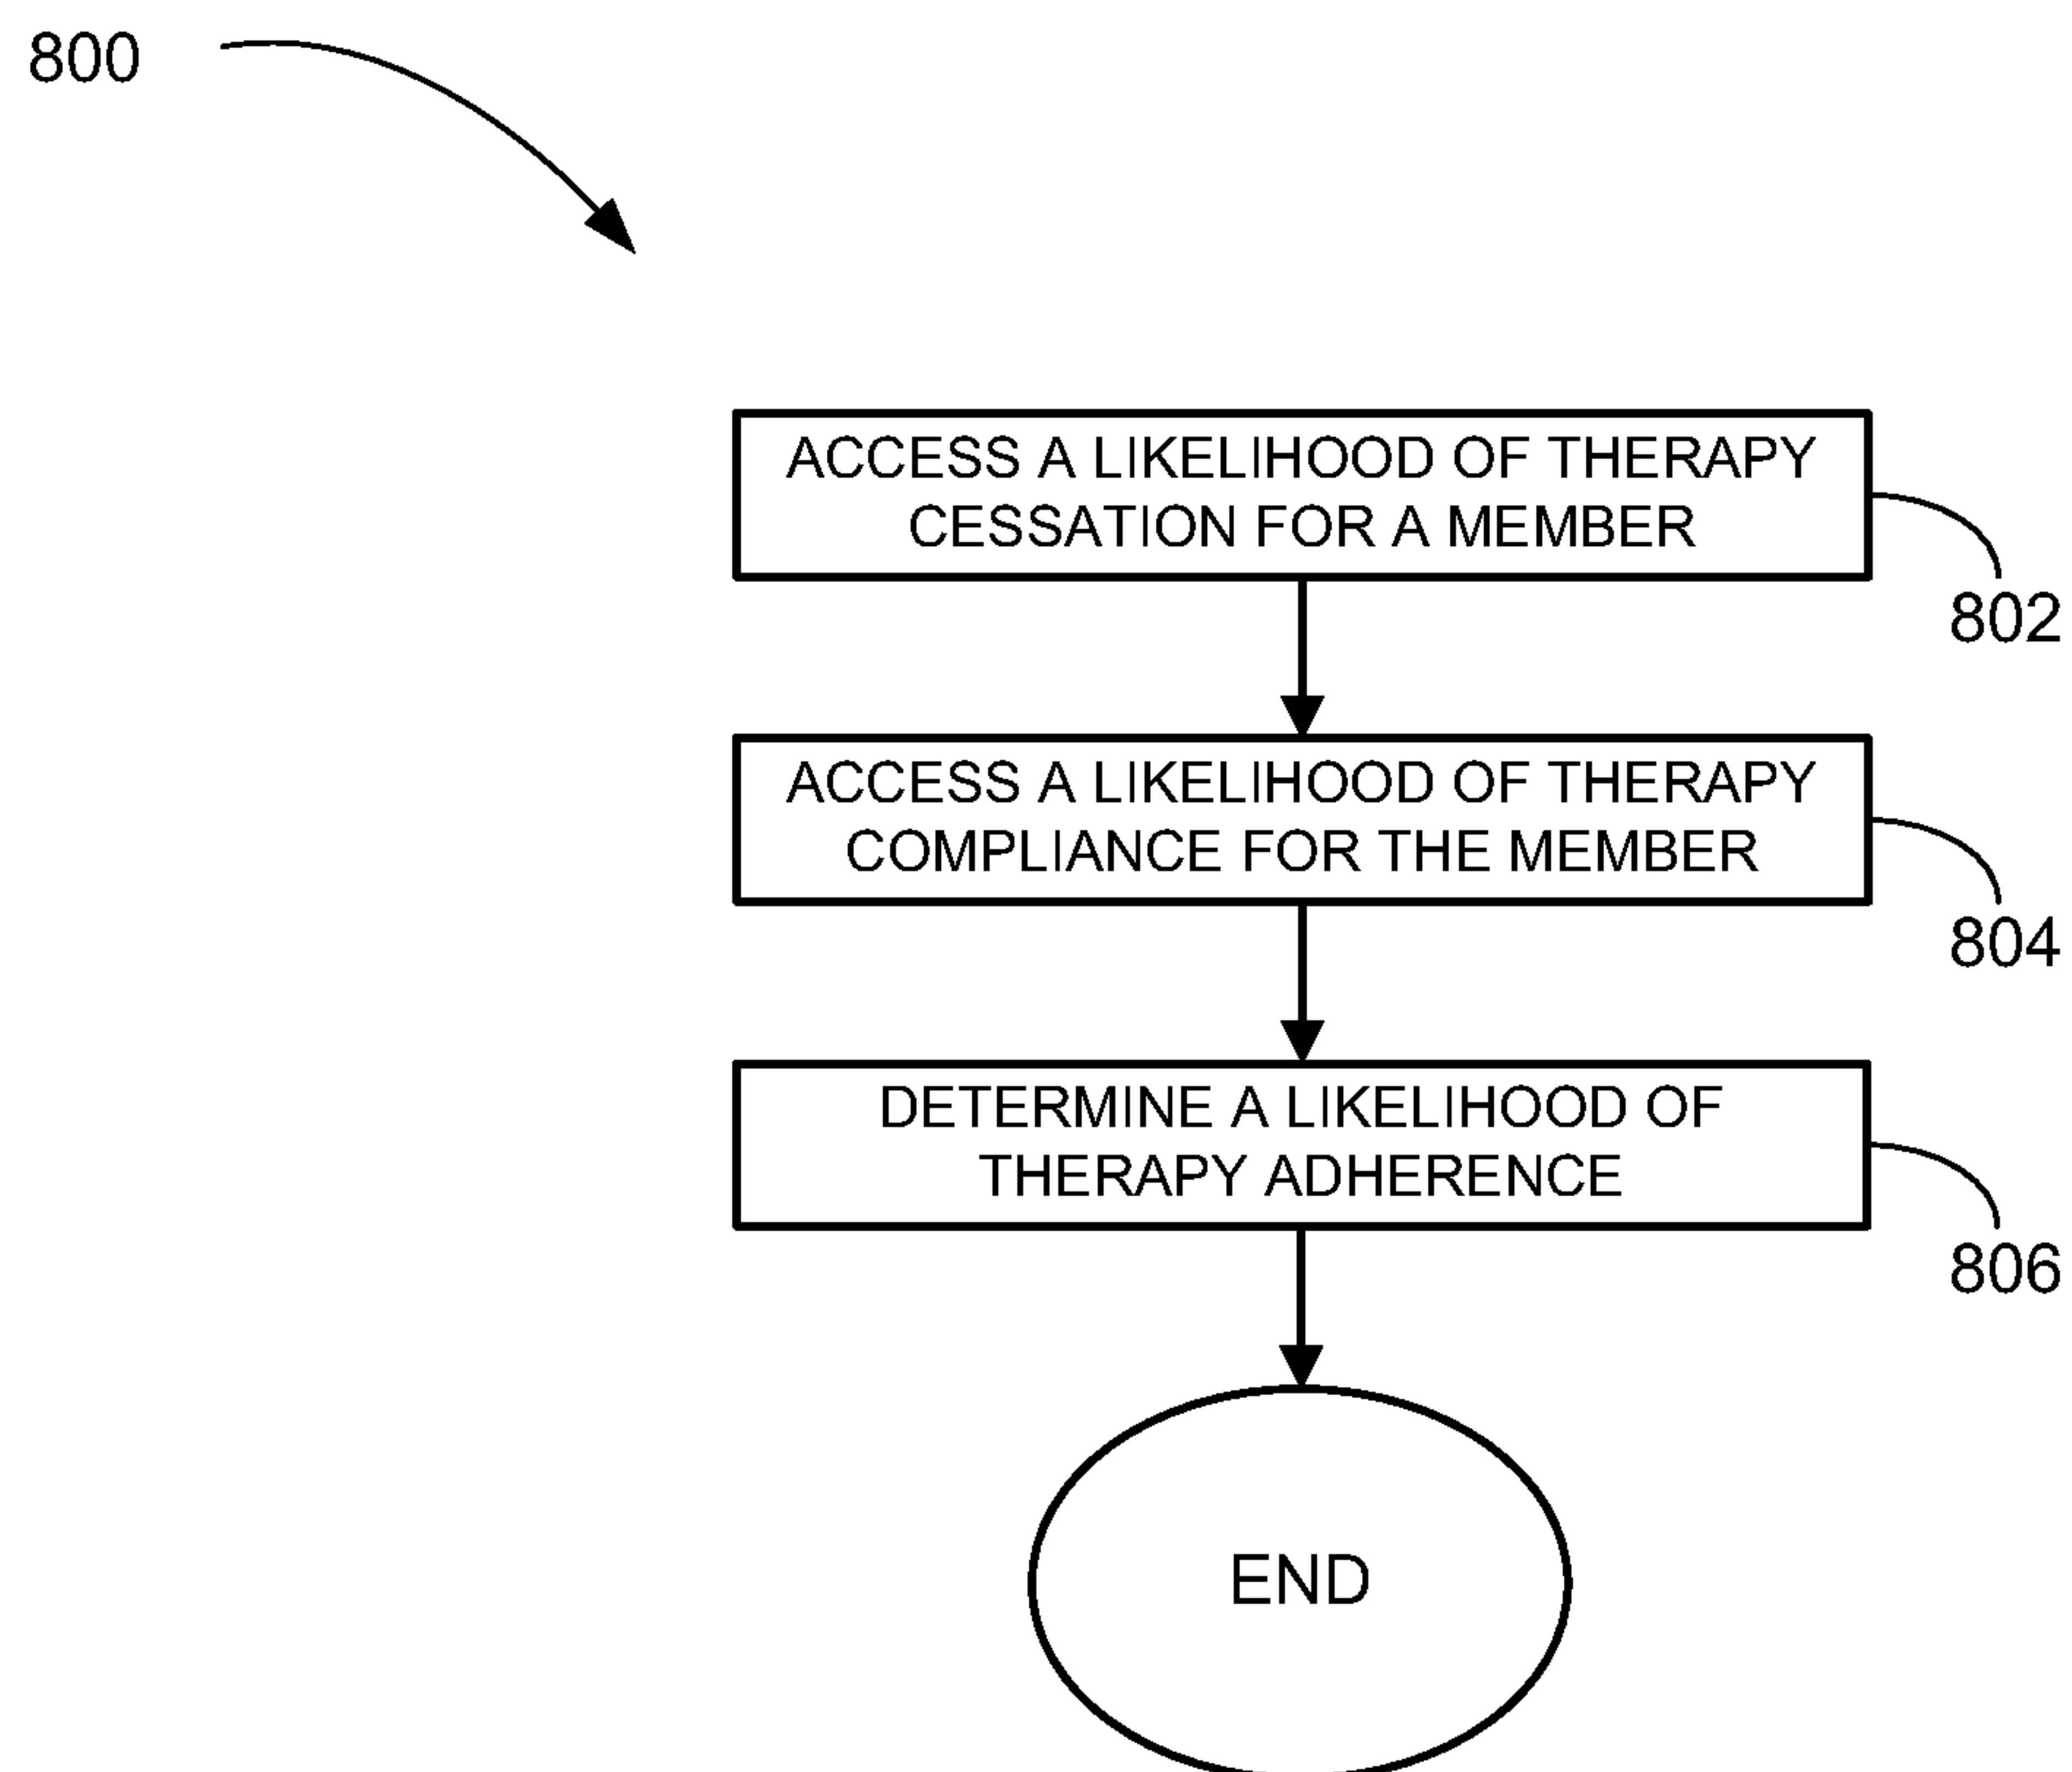 800
ACCESS A LIKELIHOOD OF THERAPY
CESSATION FOR A MEMBER
802
ACCESS A LIKELIHOOD OF THERAPY
COMPLIANCE FOR THE MEMBER
804
DETERMINE A LIKELIHOOD OF
THERAPY ADHERENCE
806
END